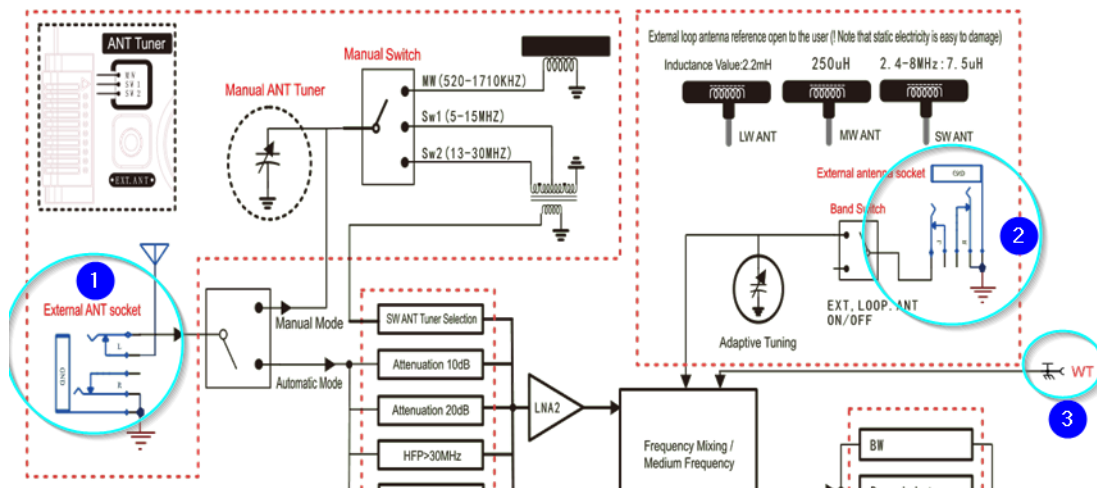 ANT Tuner
MW
SW 1
SW 2
EXT.ANT
Manual ANT Tuner
Manual Switch
MW(520-1710KHZ)
Sw1(5-15MHZ)
Sw2(13-30MHZ)
External loop antenna reference open to the user(! Note that static electricity is easy to damage)
Inductance Value:2.2mH
250uH
2.4-8MHz:7.5uH
LW ANT
MW ANT
SW ANT
External antenna socket
GND
Band Switch
2
EXT,LOOP.ANT
ON/OFF
Adaptive Tuning
1
External ANT socket
L
GND
R
Manual Mode
Automatic Mode
SW ANT Tuner Selection
Attenuation 10dB
Attenuation 20dB
HFP>30MHz
LNA2
Frequency Mixing /
Medium Frequency
WT
3
BW